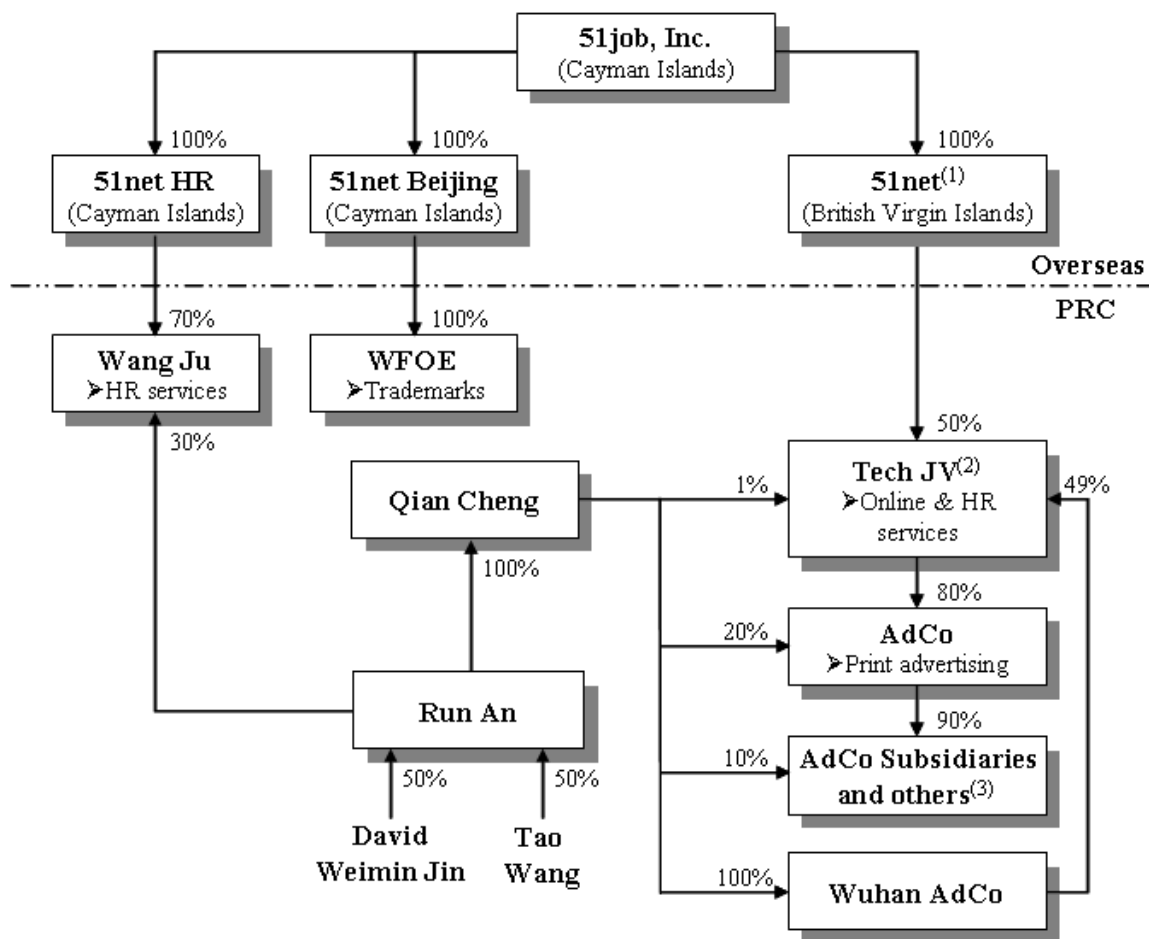 51job, Inc.
(Cayman Islands)
100%
100%
100%
51net HR
(Cayman Islands)
51net Beijing
(Cayman Islands)
51net(1)
(British Virgin Islands)
Overseas
PRC
70%
100%
Wang Ju
➢HR services
WFOE
➢Trademarks
30%
50%
Qian Cheng
1%
Tech JV(2)
➢Online & HR
services
49%
100%
80%
20%
AdCo
➢Print advertising
Run An
90%
10%
AdCo Subsidiaries
and others(3)
50%
50%
David
Weimin Jin
Tao
Wang
100%
Wuhan AdCo